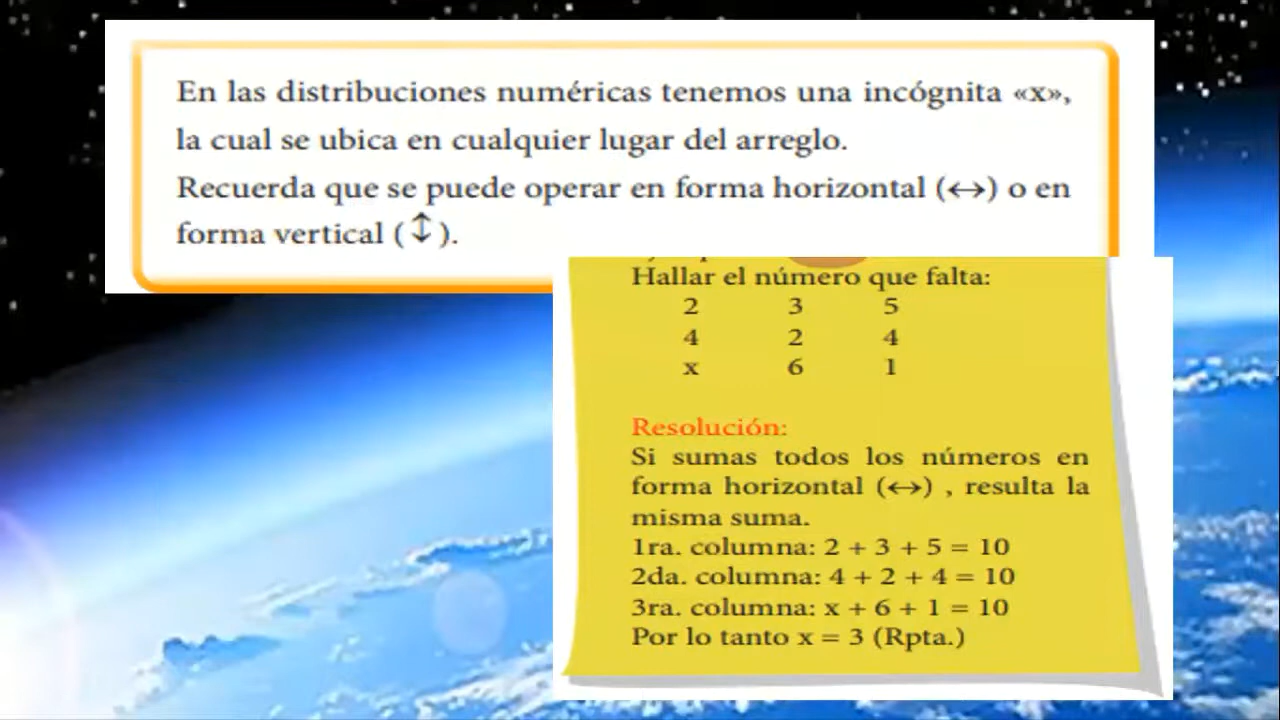 En las distribuciones numéricas tenemos una incógnita «x»,
la cual se ubica en cualquier lugar del arreglo.
Recuerda que se puede operar en forma horizontal (↔) o en
forma vertical (↕).
Hallar el número que falta:
2 3 5
4 2 4
x 6 1
Resolución:
Si sumas todos los números en
forma horizontal (↔) , resulta la
misma suma.
1ra. columna: 2 + 3 + 5 = 10
2da. columna: 4 + 2 + 4 = 10
3ra. columna: x + 6 + 1 = 10
Por lo tanto x = 3 (Rpta.)